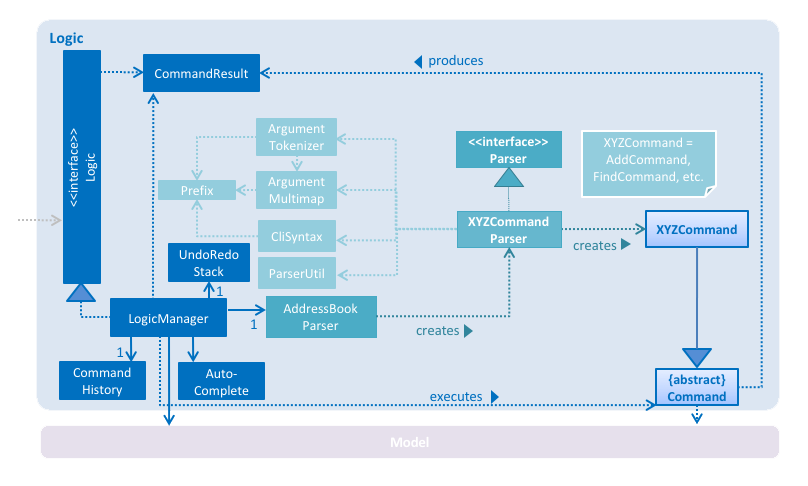 Logic
CommandResult
produces
<<interface>>
Logic
Argument
Tokenizer
<<interface>>
Parser
XYZCommand =
AddCommand,
FindCommand, etc.
Prefix
Argument
Multimap
XYZCommand
Parser
XYZCommand
CliSyntax
creates
UndoRedo
Stack
ParserUtil
1
LogicManager
1
AddressBook
Parser
creates
1
Command
History
Auto-
Complete
{abstract}
Command
executes
Model